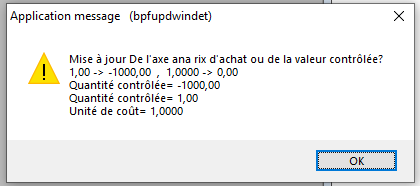 Application message    (bpfupdwindet)
Mise à jour De l'axe ana rix d'achat ou de la valeur contrôlée?
1,00 -> -1000,00  ,  1,0000 -> 0,00
Quantité contrôlée= -1000,00
Quantité contrôlée= 1,00
Unité de coût= 1,0000
OK